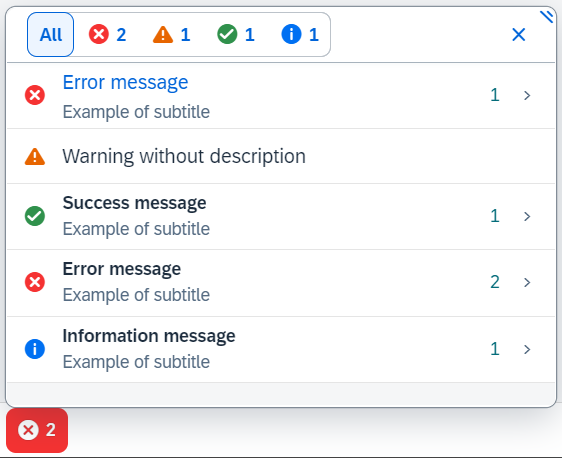 All 2 1 1 1
Error message
Example of subtitle
1
Warning without description
Success message
Example of subtitle
1
Error message
Example of subtitle
2
Information message
Example of subtitle
1
2